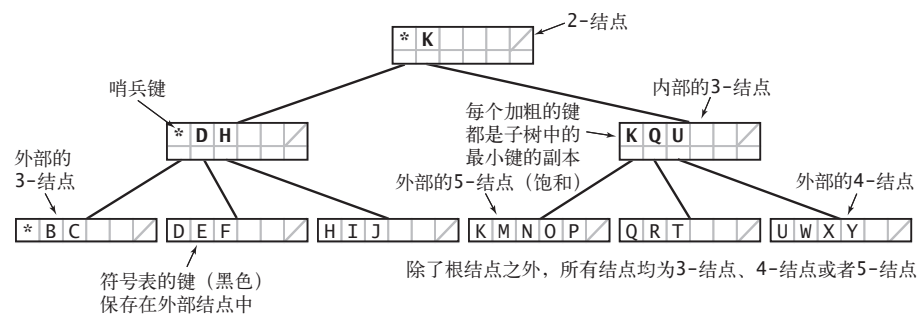 2-结点
* K
哨兵键
每个加粗的键
都是子树中的
最小键的副本
内部的3-结点
* D H
K Q U
外部的
3-结点
外部的5-结点（饱和）
外部的4-结点
* B C
D E F
H I J
K M N O P
Q R T
U W X Y
符号表的键（黑色）
保存在外部结点中
除了根结点之外，所有结点均为3-结点、4-结点或者5-结点